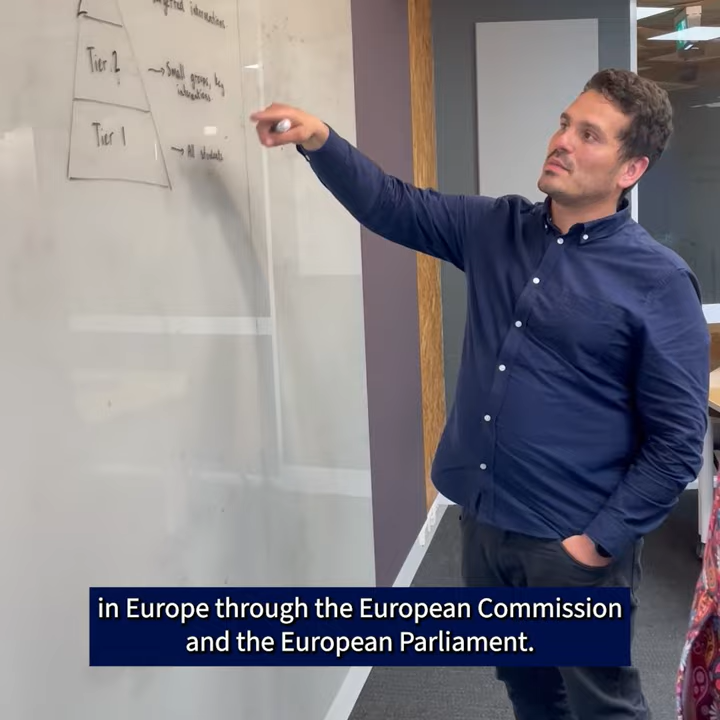 interventions
Tier 2
→ Small groups, key
interventions
Tier 1
→ All students
in Europe through the European Commission
and the European Parliament.